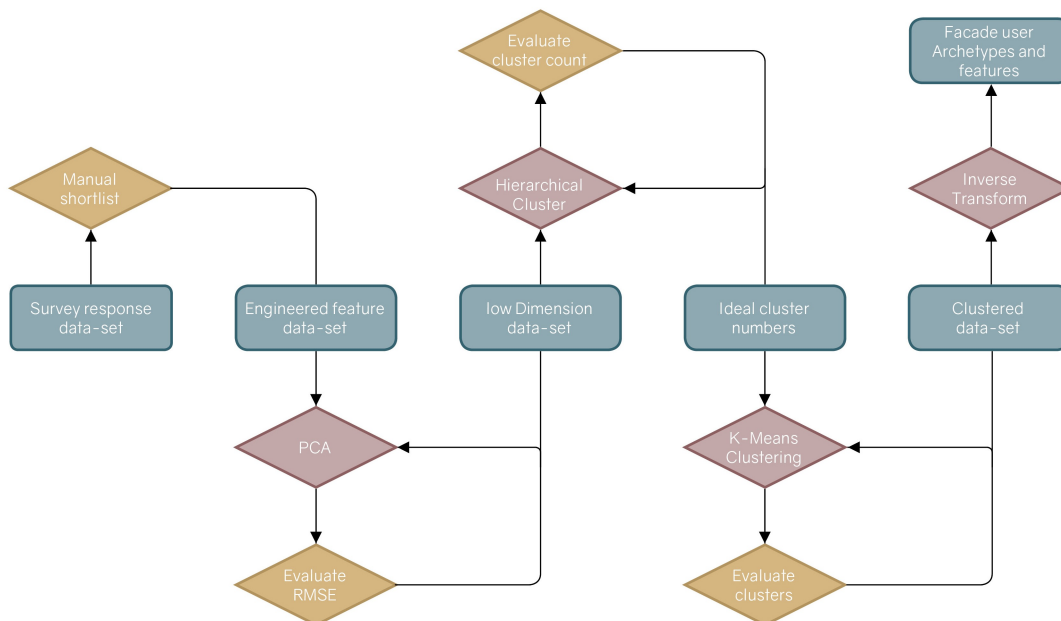 Evaluate
cluster count
Facade user
Archetypes and
features
Manual
shortlist
Hierarchical
Cluster
Inverse
Transform
Survey response
data-set
Engineered feature
data-set
low Dimension
data-set
Ideal cluster
numbers
Clustered
data-set
PCA
K-Means
Clustering
Evaluate
RMSE
Evaluate
clusters